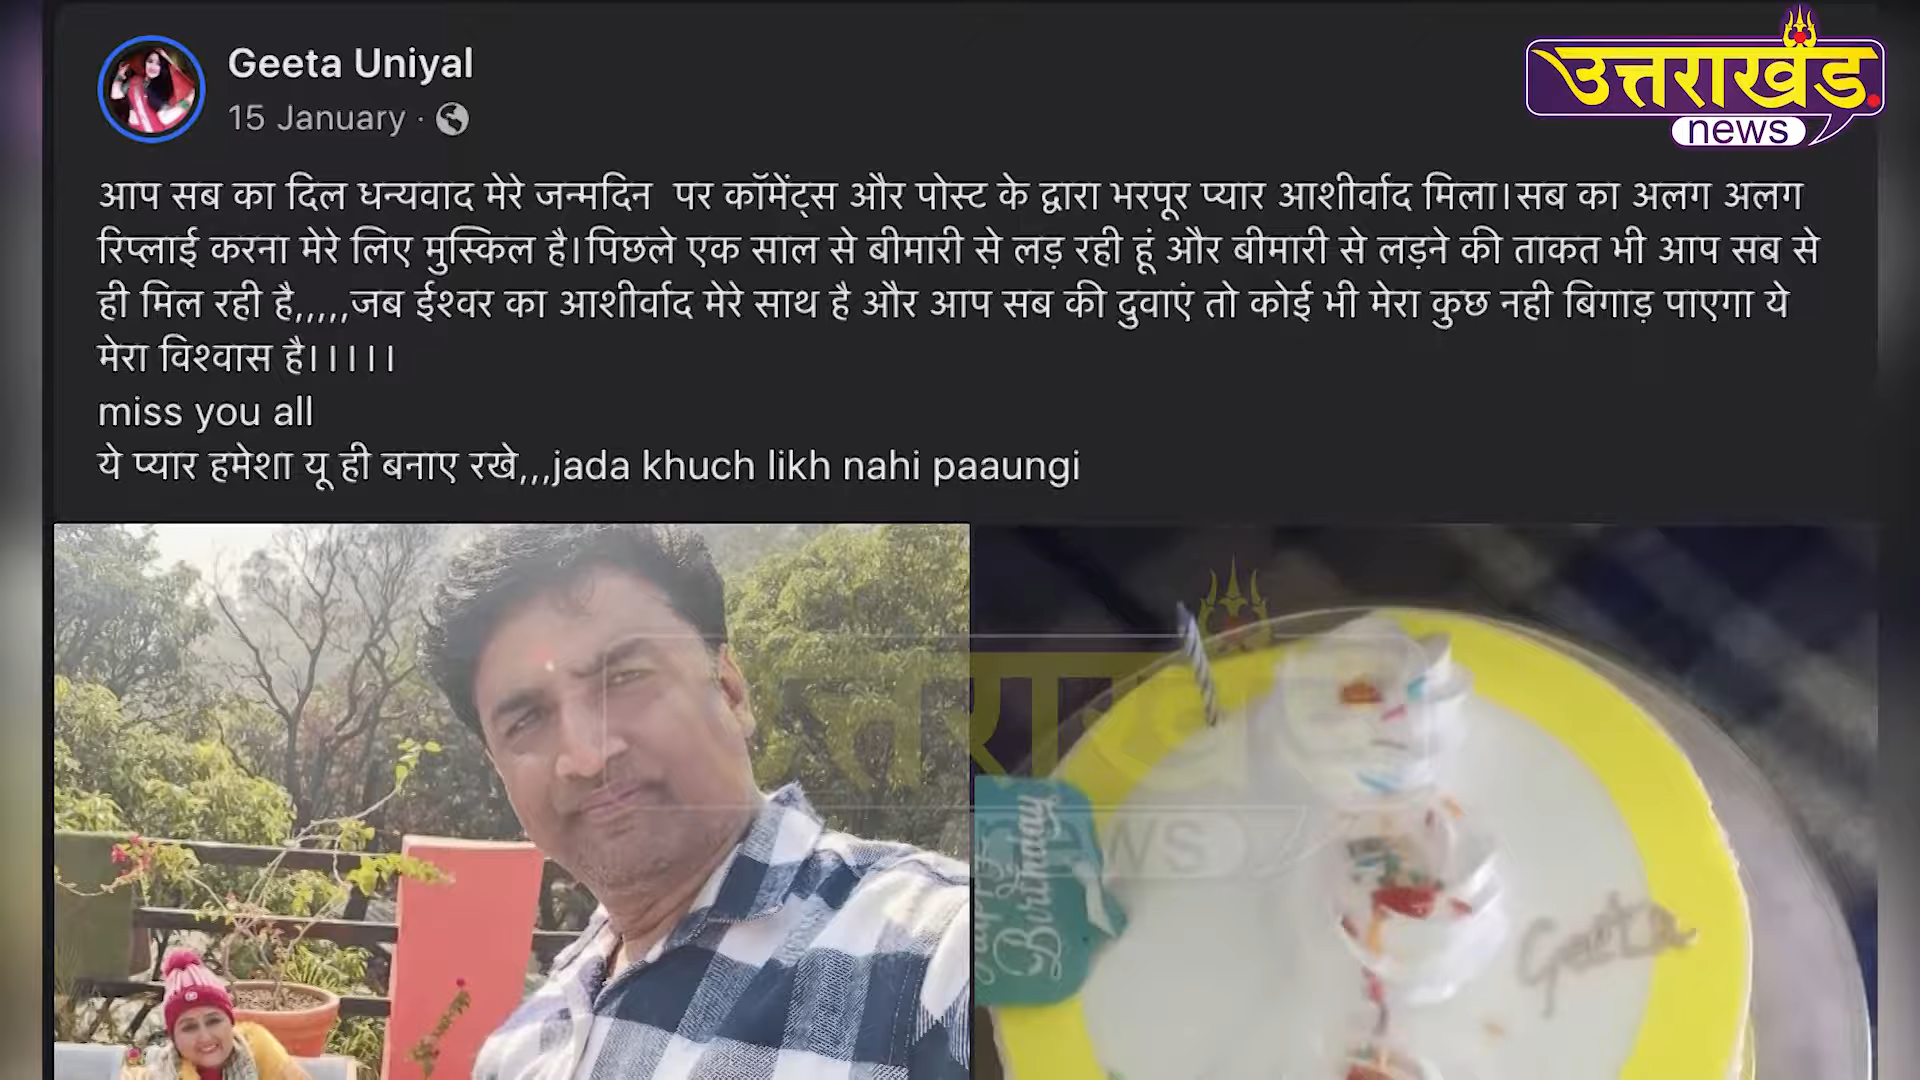 Geeta Uniyal
15 January ·
उत्तराखंड
news
आप सब का दिल धन्यवाद मेरे जन्मदिन पर कॉमेंट्स और पोस्ट के द्वारा भरपूर प्यार आशीर्वाद मिला।सब का अलग अलग
रिप्लाई करना मेरे लिए मुस्किल है।पिछले एक साल से बीमारी से लड़ रही हूं और बीमारी से लड़ने की ताकत भी आप सब से
ही मिल रही है,,,,,जब ईश्वर का आशीर्वाद मेरे साथ है और आप सब की दुवाएं तो कोई भी मेरा कुछ नही बिगाड़ पाएगा ये
मेरा विश्वास है।।।।।
miss you all
ये प्यार हमेशा यू ही बनाए रखे,,,jada khuch likh nahi paaungi
Birthday
Geeta